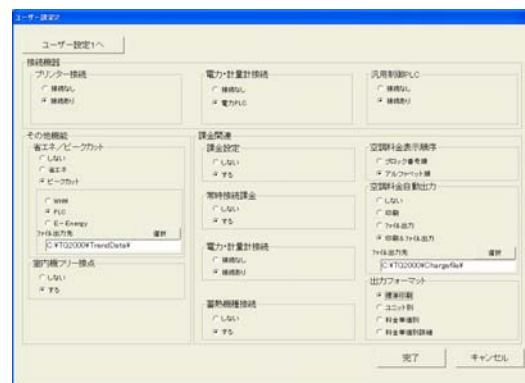 ユーザー設定2
ユーザー設定1へ
接続機器
プリンター接続
接続なし
接続あり
電力・計量計接続
接続なし
電力PLC
汎用制御PLC
接続なし
接続あり
その他機能
省エネ/ピークカット
しない
省エネ
ピークカット
WHM
PLC
E-Energy
ファイル出力先
選択
C:¥TG2000¥TrendData¥
室内機フリー接点
しない
する
課金関連
課金設定
しない
する
常時接続課金
しない
する
電力・計量計接続
接続なし
接続あり
蓄熱機種接続
しない
する
空調料金表示順序
ブロック番号順
アルファベット順
空調料金自動出力
しない
印刷
ファイル出力
印刷&ファイル出力
ファイル出力先
選択
C:¥TG2000¥Chargefile¥
出力フォーマット
標準印刷
ユニット別
料金単価別
料金単価別詳細
完了
キャンセル